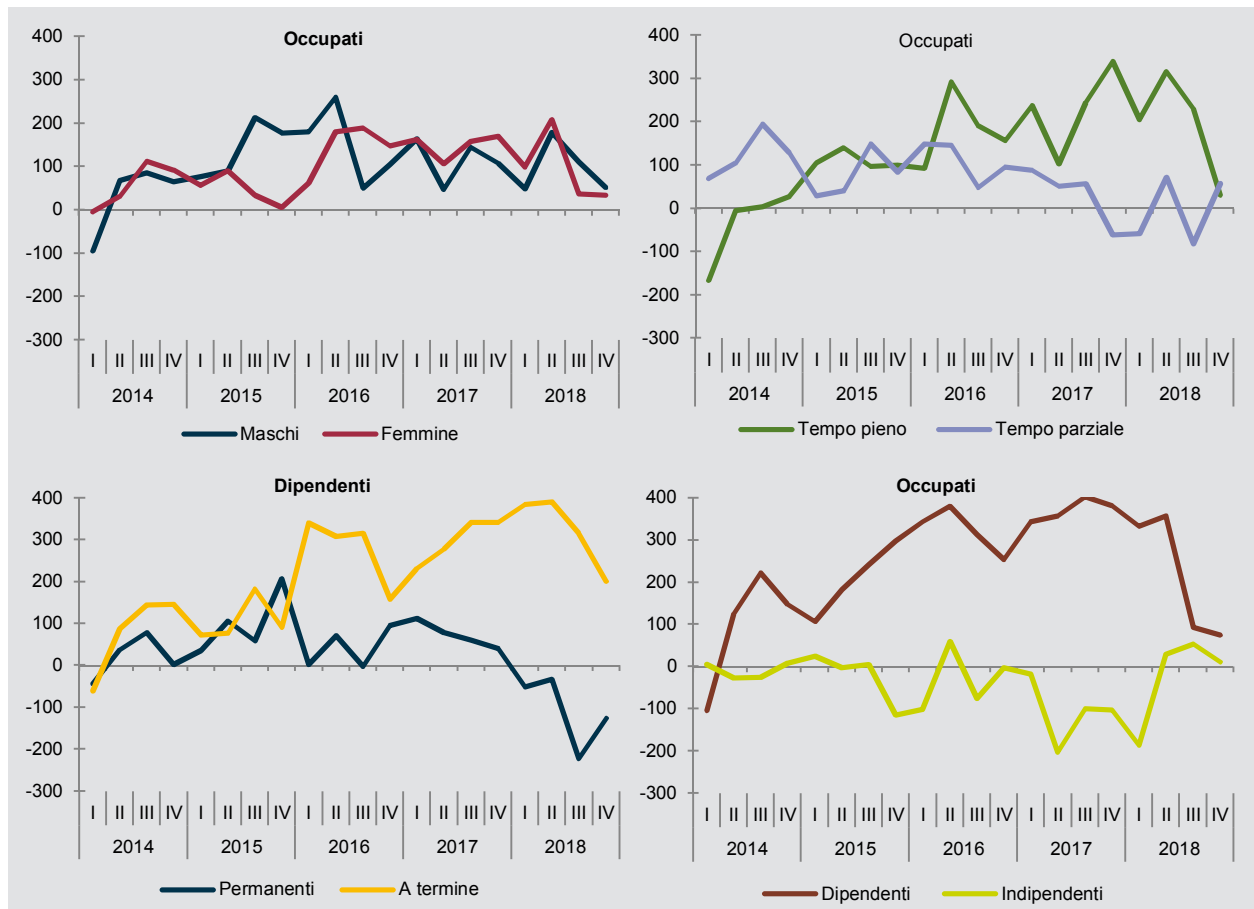 Occupati
400
300
200
100
0
-100
-200
-300
I II III IV I II III IV I II III IV I II III IV I II III IV
2014 2015 2016 2017 2018
Maschi Femmine
Occupati
400
300
200
100
0
-100
-200
-300
I II III IV I II III IV I II III IV I II III IV I II III IV
2014 2015 2016 2017 2018
Tempo pieno Tempo parziale
Dipendenti
400
300
200
100
0
-100
-200
-300
I II III IV I II III IV I II III IV I II III IV I II III IV
2014 2015 2016 2017 2018
Permanenti A termine
Occupati
400
300
200
100
0
-100
-200
-300
I II III IV I II III IV I II III IV I II III IV I II III IV
2014 2015 2016 2017 2018
Dipendenti Indipendenti